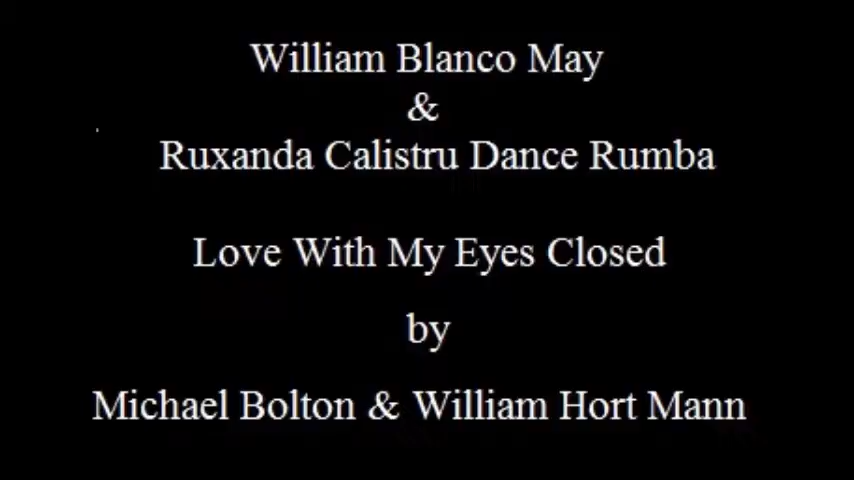 William Blanco May
&
Ruxanda Calistru Dance Rumba
Love With My Eyes Closed
by
Michael Bolton & William Hort Mann